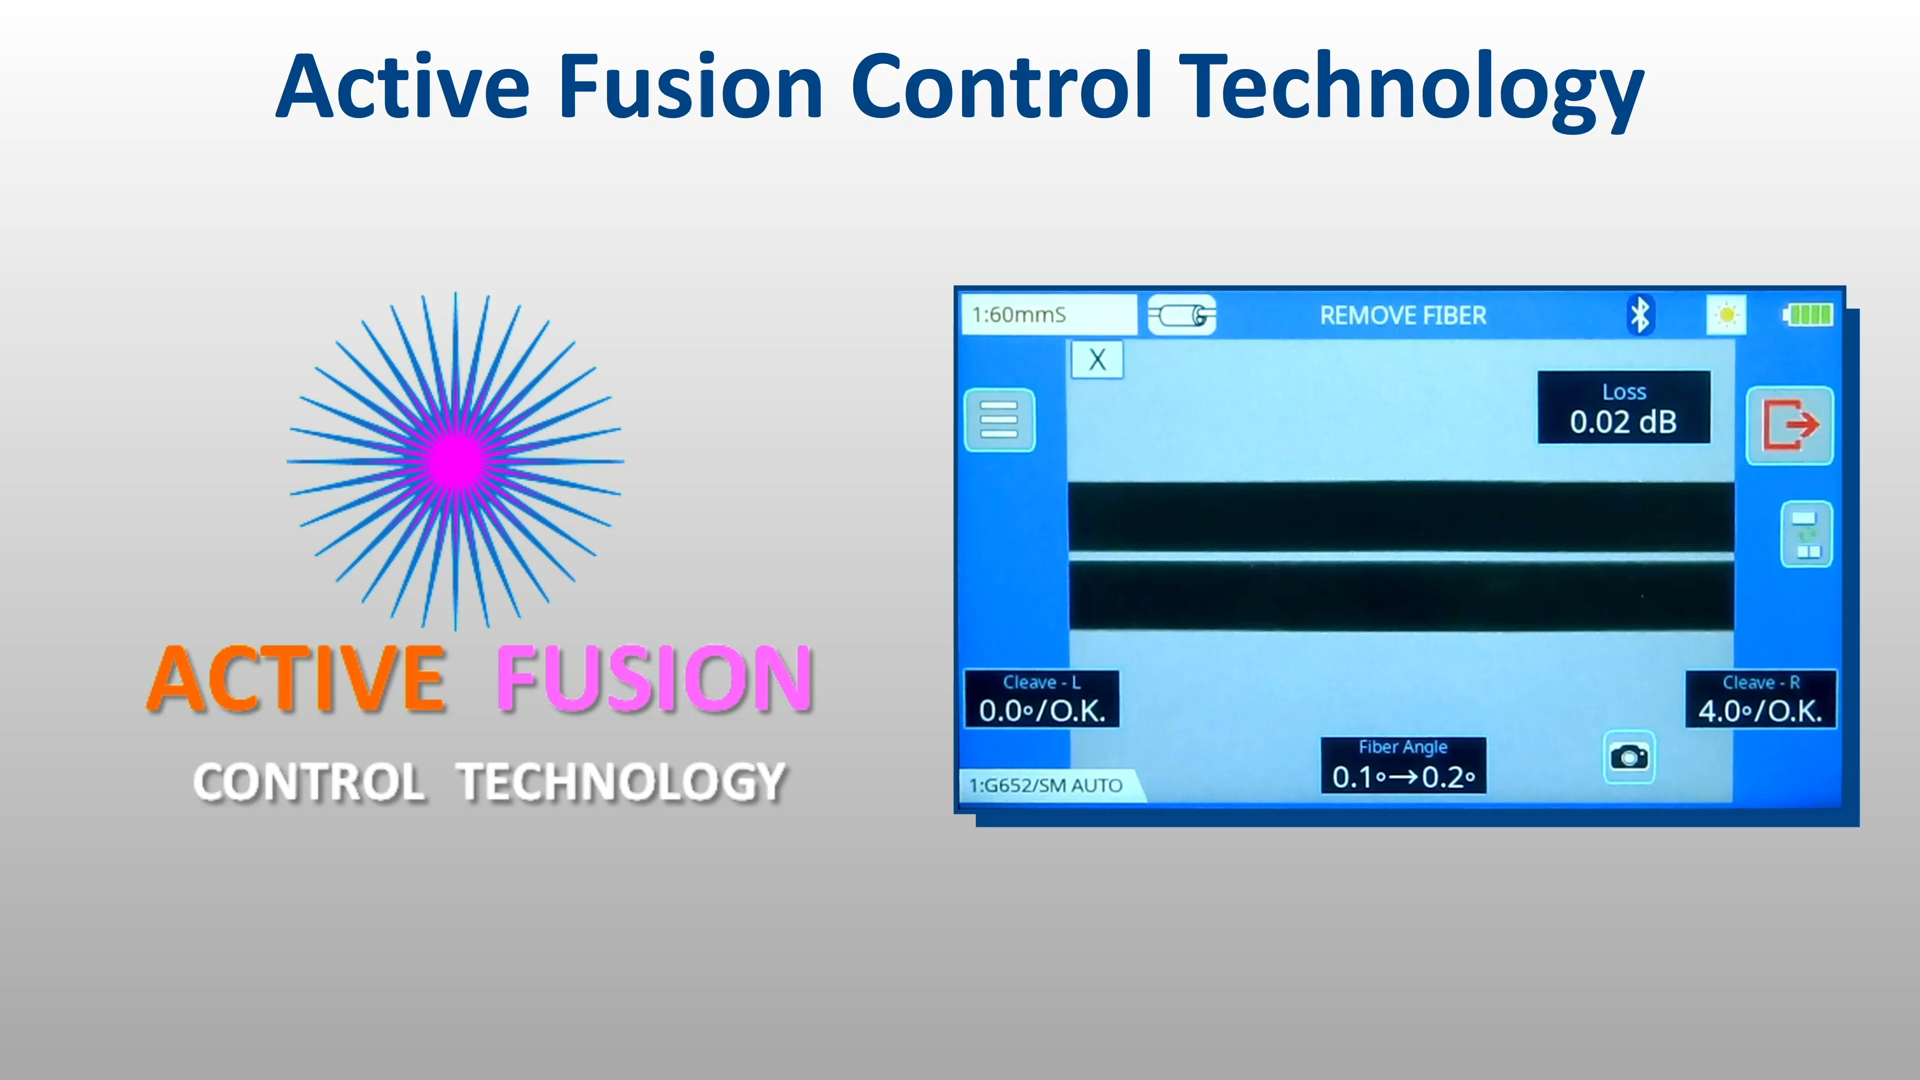 Active Fusion Control Technology
ACTIVE FUSION
CONTROL TECHNOLOGY
1:60mmS
REMOVE FIBER
X
Loss
0.02 dB
Cleave - L
0.0°/O.K.
Cleave - R
4.0°/O.K.
Fiber Angle
0.1°→0.2°
1:G652/SM AUTO